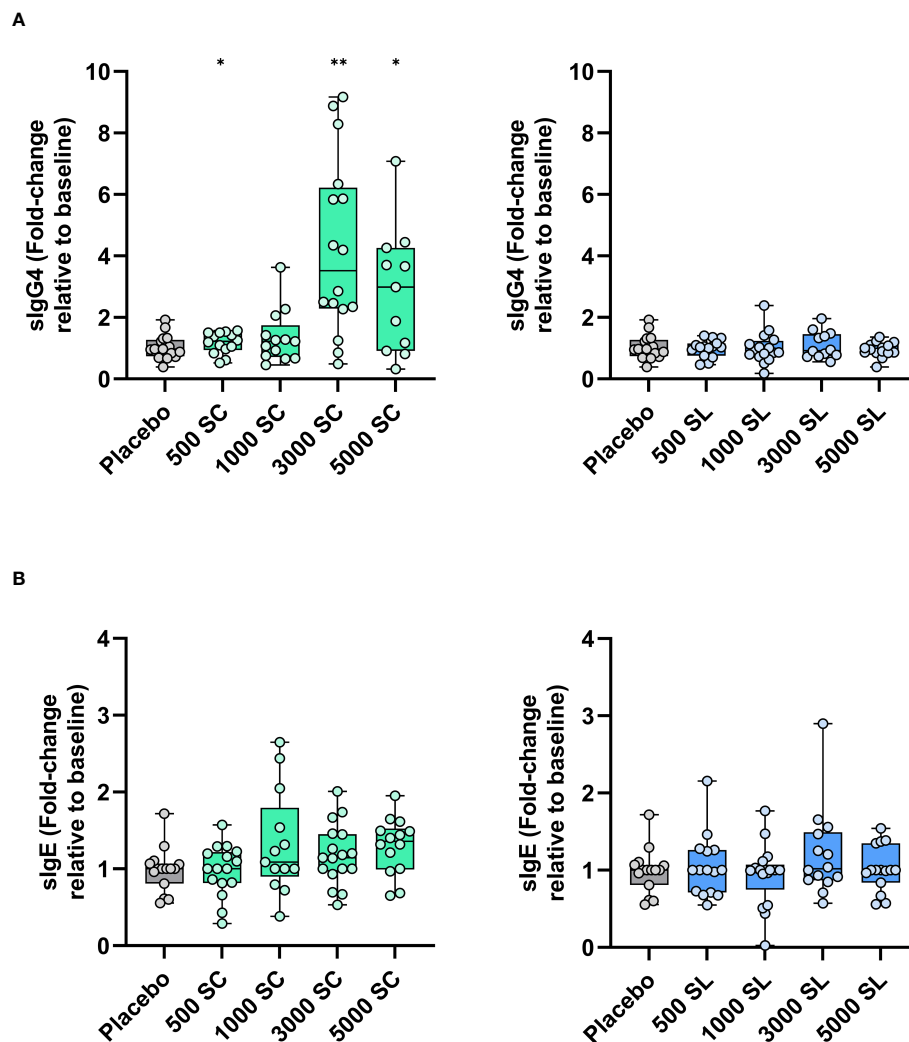 A
* ** *
sIgG4 (Fold-change
relative to baseline)
10
8
6
4
2
0
Placebo
500 SC
1000 SC
3000 SC
5000 SC
sIgG4 (Fold-change
relative to baseline)
10
8
6
4
2
0
Placebo
500 SL
1000 SL
3000 SL
5000 SL
B
sIgE (Fold-change
relative to baseline)
4
3
2
1
0
Placebo
500 SC
1000 SC
3000 SC
5000 SC
sIgE (Fold-change
relative to baseline)
4
3
2
1
0
Placebo
500 SL
1000 SL
3000 SL
5000 SL